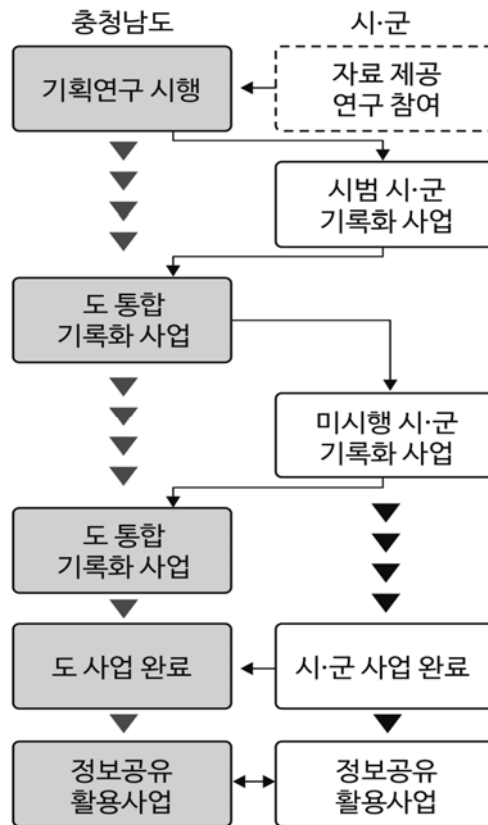 충청남도
시·군
기획연구 시행
자료 제공
연구 참여
시범 시·군
기록화 사업
도 통합
기록화 사업
미시행 시·군
기록화 사업
도 통합
기록화 사업
도 사업 완료
시·군 사업 완료
정보공유
활용사업
정보공유
활용사업